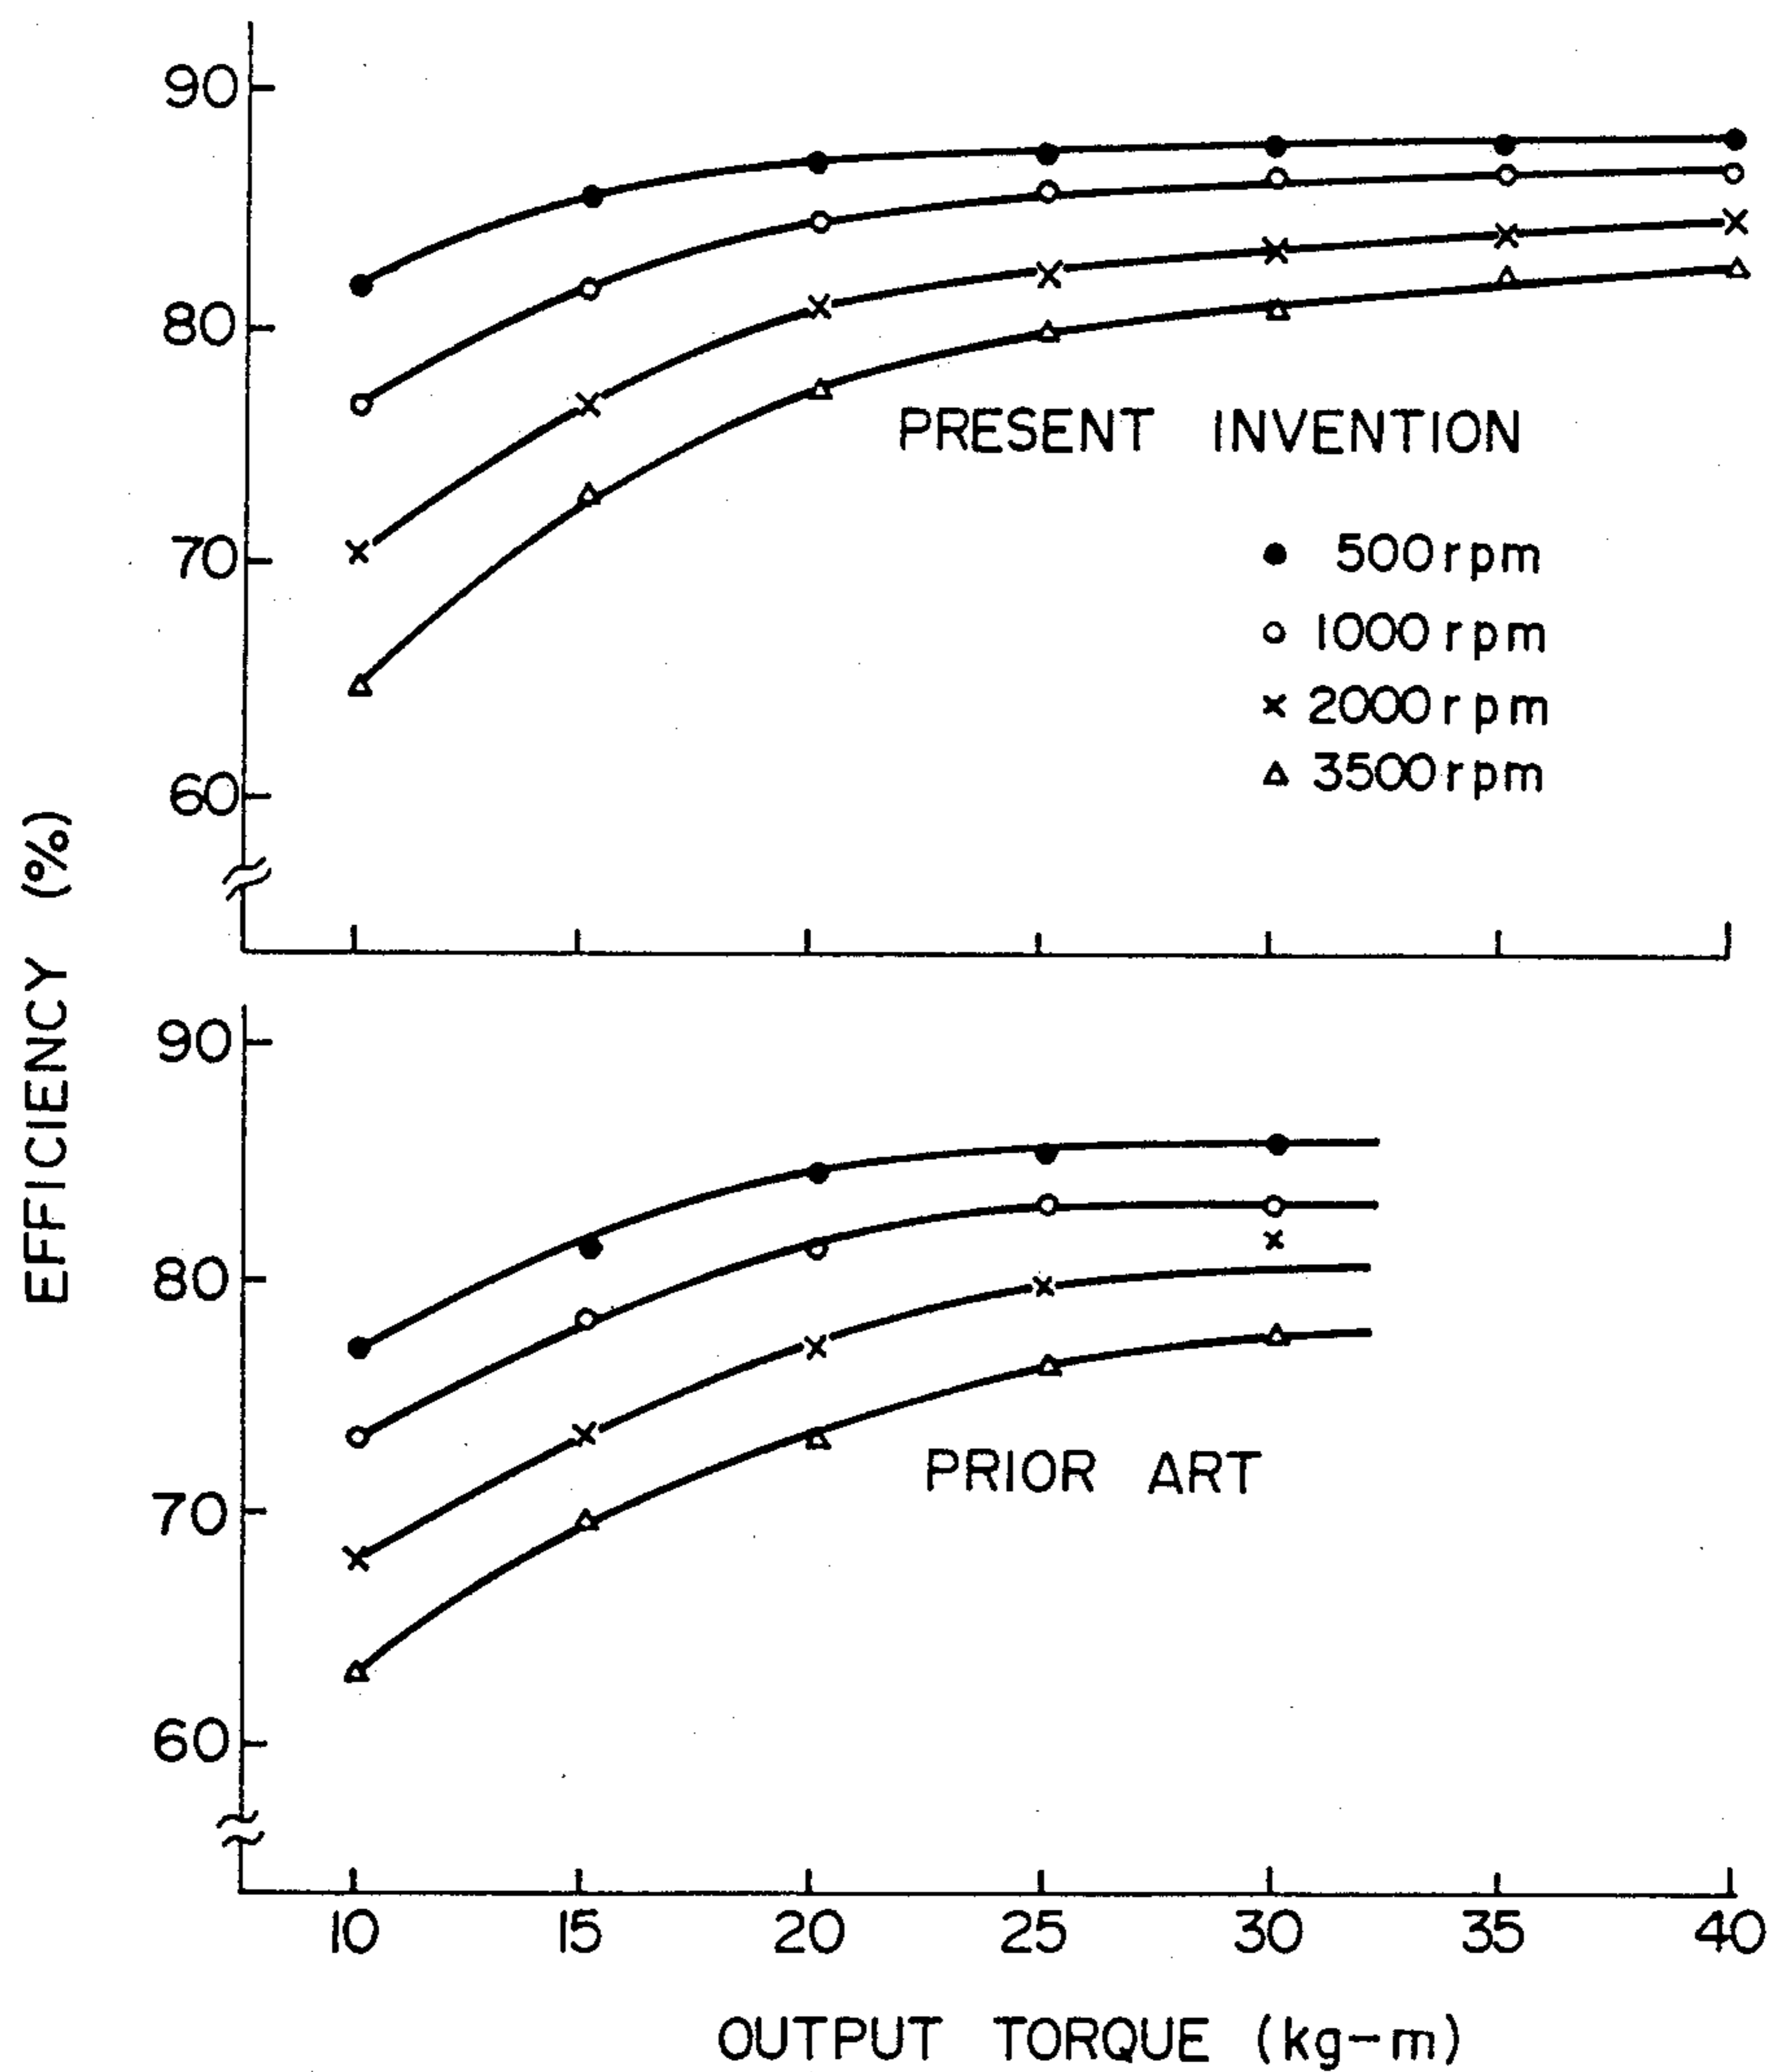 90
80
70
60
PRESENT INVENTION
● 500rpm
○ 1000rpm
× 2000rpm
△ 3500rpm
EFFICIENCY (%)
90
80
70
60
PRIOR ART
10 15 20 25 30 35 40
OUTPUT TORQUE (kg-m)